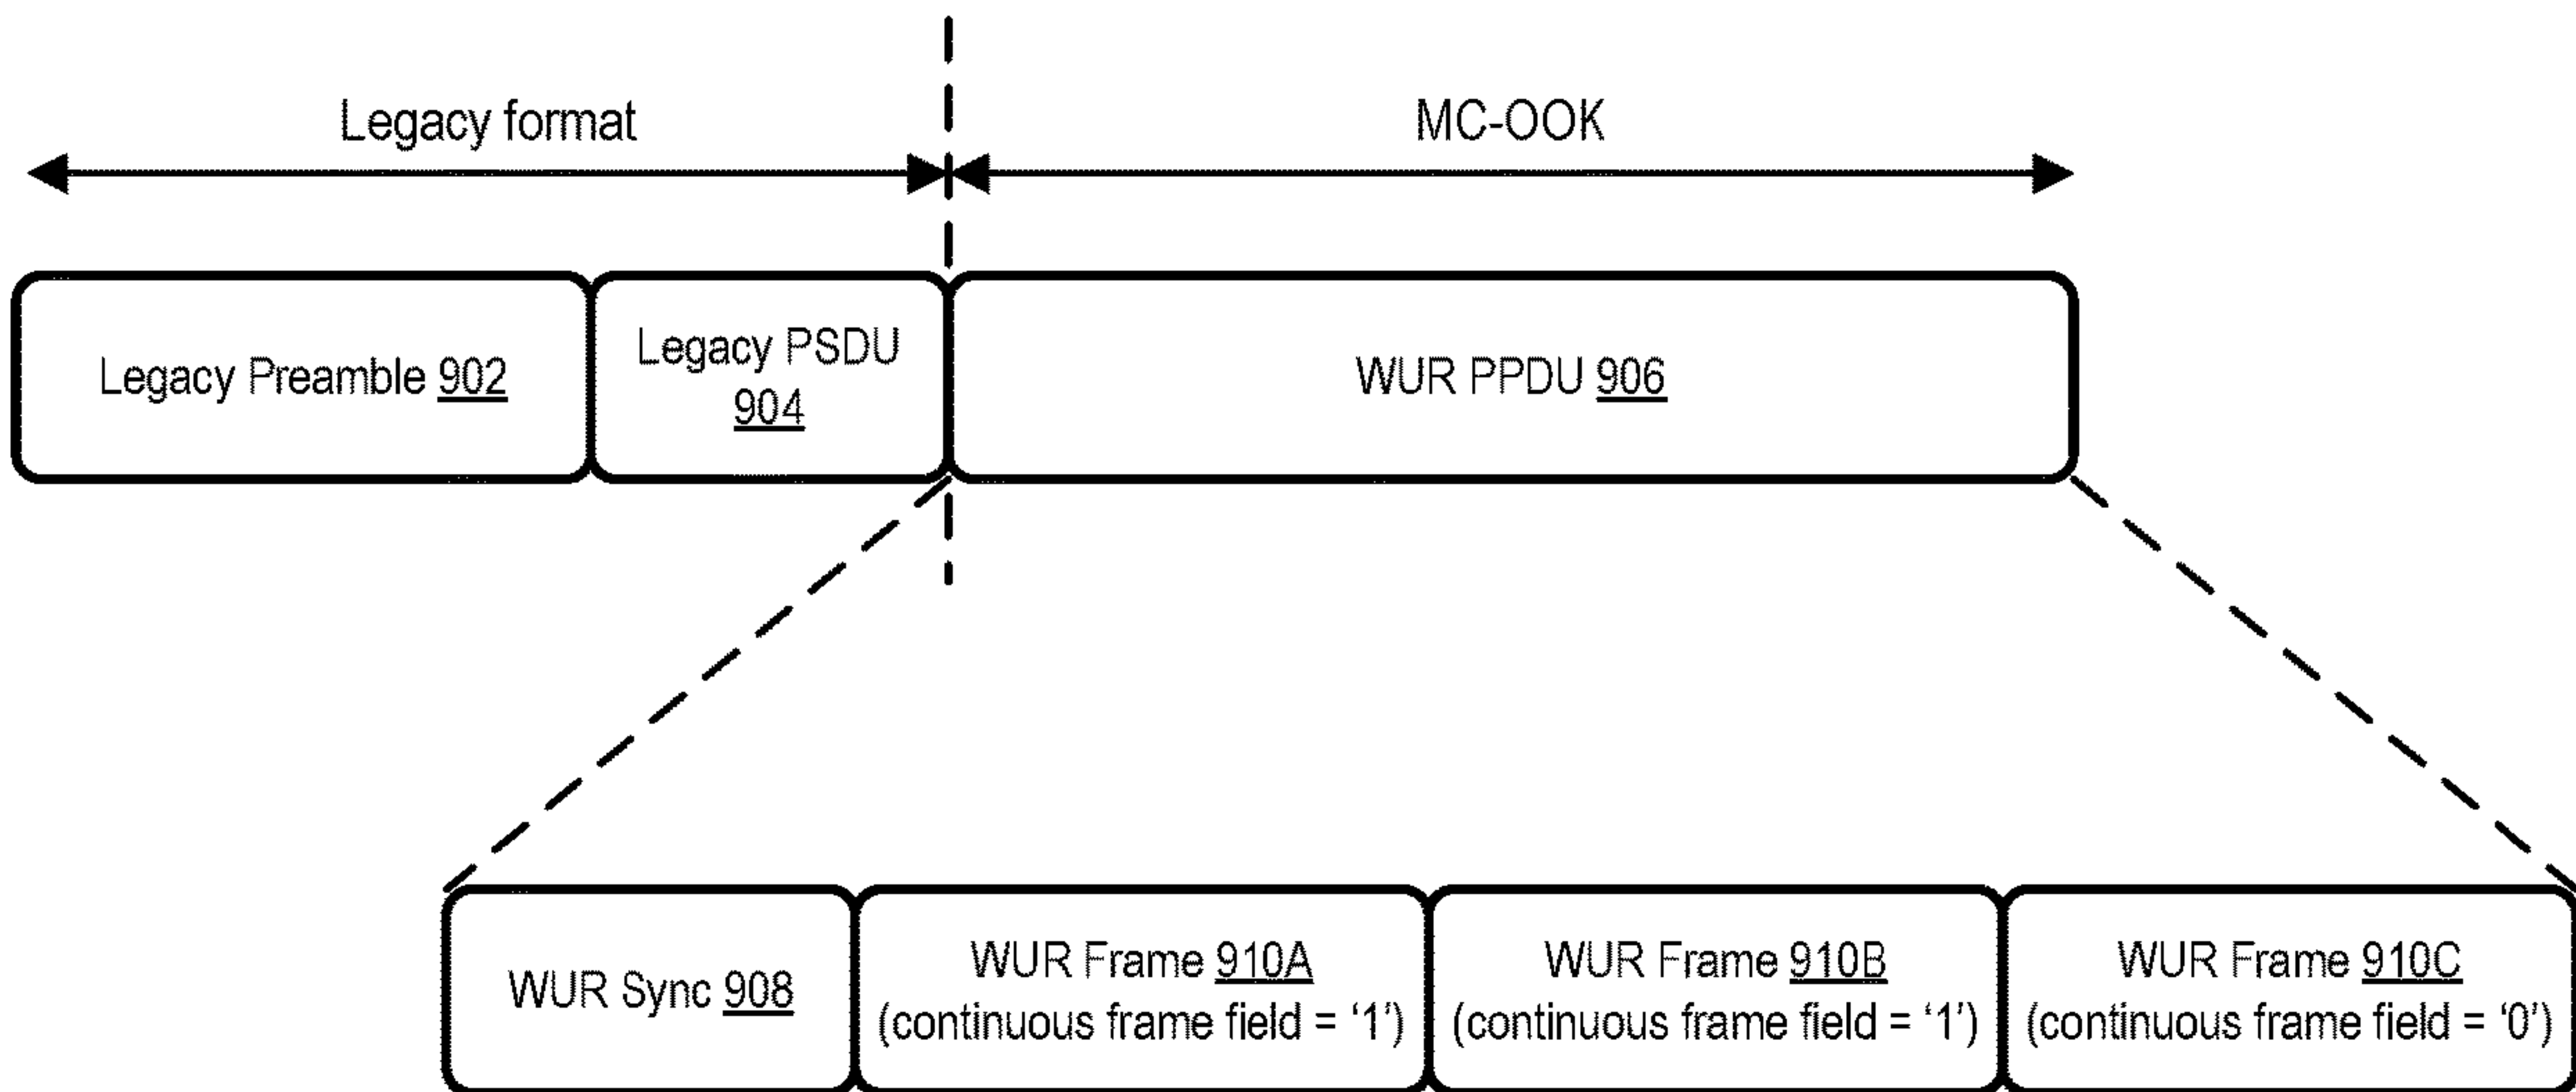 Legacy format
MC-OOK
Legacy Preamble 902
Legacy PSDU
904
WUR PPDU 906
WUR Sync 908
WUR Frame 910A
(continuous frame field = ‘1’)
WUR Frame 910B
(continuous frame field = ‘1’)
WUR Frame 910C
(continuous frame field = ‘0’)